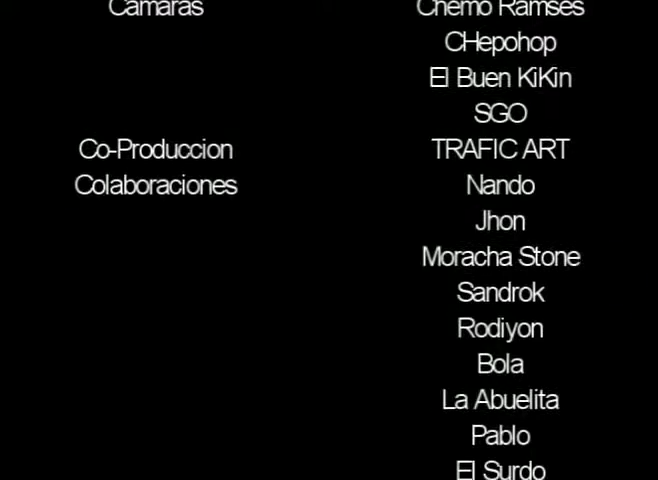 Camaras Chemo Ramses
CHepohop
El Buen KiKin
SGO
Co-Produccion TRAFIC ART
Colaboraciones Nando
Jhon
Moracha Stone
Sandrok
Rodiyon
Bola
La Abuelita
Pablo
El Surdo